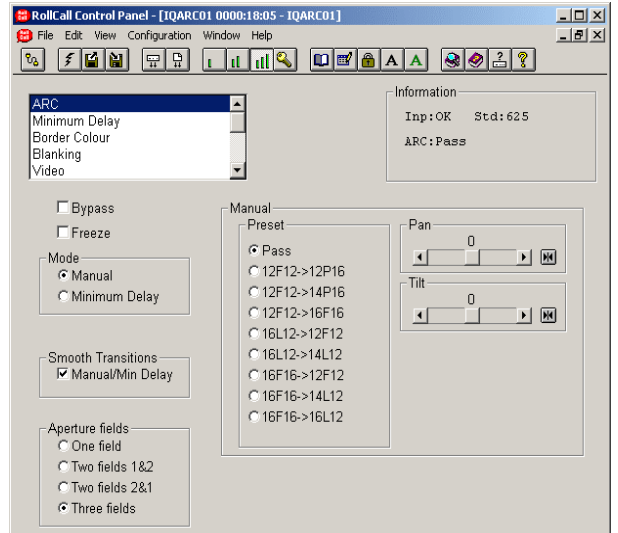 RollCall Control Panel - [IQARC01 0000:18:05 - IQARC01]
File Edit View Configuration Window Help
A A
ARC
Minimum Delay
Border Colour
Blanking
Video
Information
Inp:OK Std:625
ARC:Pass
Bypass
Freeze
Mode
Manual
Minimum Delay
Smooth Transitions
Manual/Min Delay
Aperture fields
One field
Two fields 1&2
Two fields 2&1
Three fields
Manual
Preset
Pass
12F12->12P16
12F12->14P16
12F12->16F16
16L12->12F12
16L12->14L12
16F16->12F12
16F16->14L12
16F16->16L12
Pan
0
Tilt
0